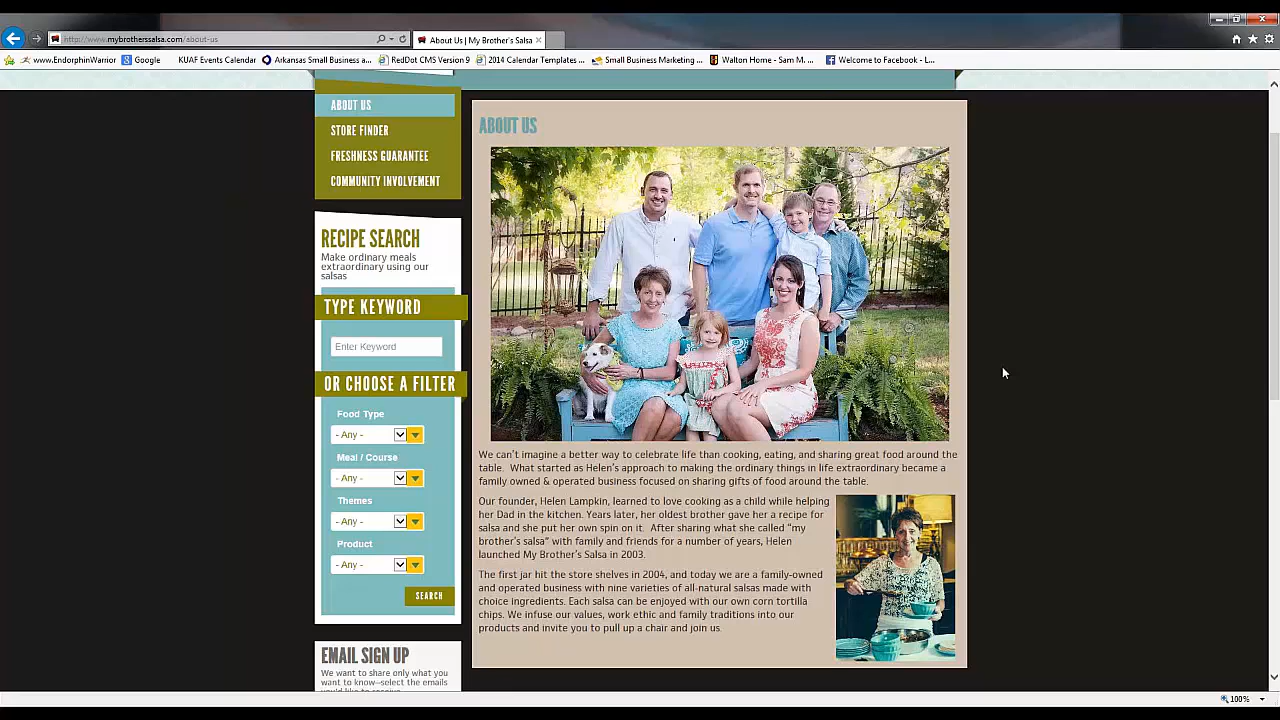 http://www.mybrotherssalsa.com/about-us
About Us | My Brother's Salsa
www.EndorphinWarrior
Google
KUAF Events Calendar
Arkansas Small Business a...
RedDot CMS Version 9
2014 Calendar Templates ...
Small Business Marketing ...
Walton Home - Sam M. ...
Welcome to Facebook - L...
ABOUT US
STORE FINDER
FRESHNESS GUARANTEE
COMMUNITY INVOLVEMENT
RECIPE SEARCH
Make ordinary meals
extraordinary using our
salsas
TYPE KEYWORD
Enter Keyword
OR CHOOSE A FILTER
Food Type
- Any -
Meal / Course
- Any -
Themes
- Any -
Product
- Any -
SEARCH
EMAIL SIGN UP
We want to share only what you
want to know–select the emails
you'd like to receive
ABOUT US
We can't imagine a better way to celebrate life than cooking, eating, and sharing great food around the
table. What started as Helen's approach to making the ordinary things in life extraordinary became a
family owned & operated business focused on sharing gifts of food around the table.
Our founder, Helen Lampkin, learned to love cooking as a child while helping
her Dad in the kitchen. Years later, her oldest brother gave her a recipe for
salsa and she put her own spin on it. After sharing what she called "my
brother's salsa" with family and friends for a number of years, Helen
launched My Brother's Salsa in 2003.
The first jar hit the store shelves in 2004, and today we are a family-owned
and operated business with nine varieties of all-natural salsas made with
choice ingredients. Each salsa can be enjoyed with our own corn tortilla
chips. We infuse our values, work ethic and family traditions into our
products and invite you to pull up a chair and join us.
100%